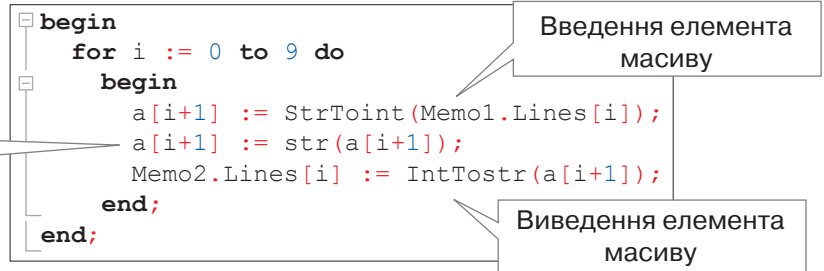 begin
for i := 0 to 9 do
begin
a[i+1] := StrToint(Memo1.Lines[i]);
a[i+1] := str(a[i+1]);
Memo2.Lines[i] := IntTostr(a[i+1]);
end;
end;
Введення елемента
масиву
Виведення елемента
масиву